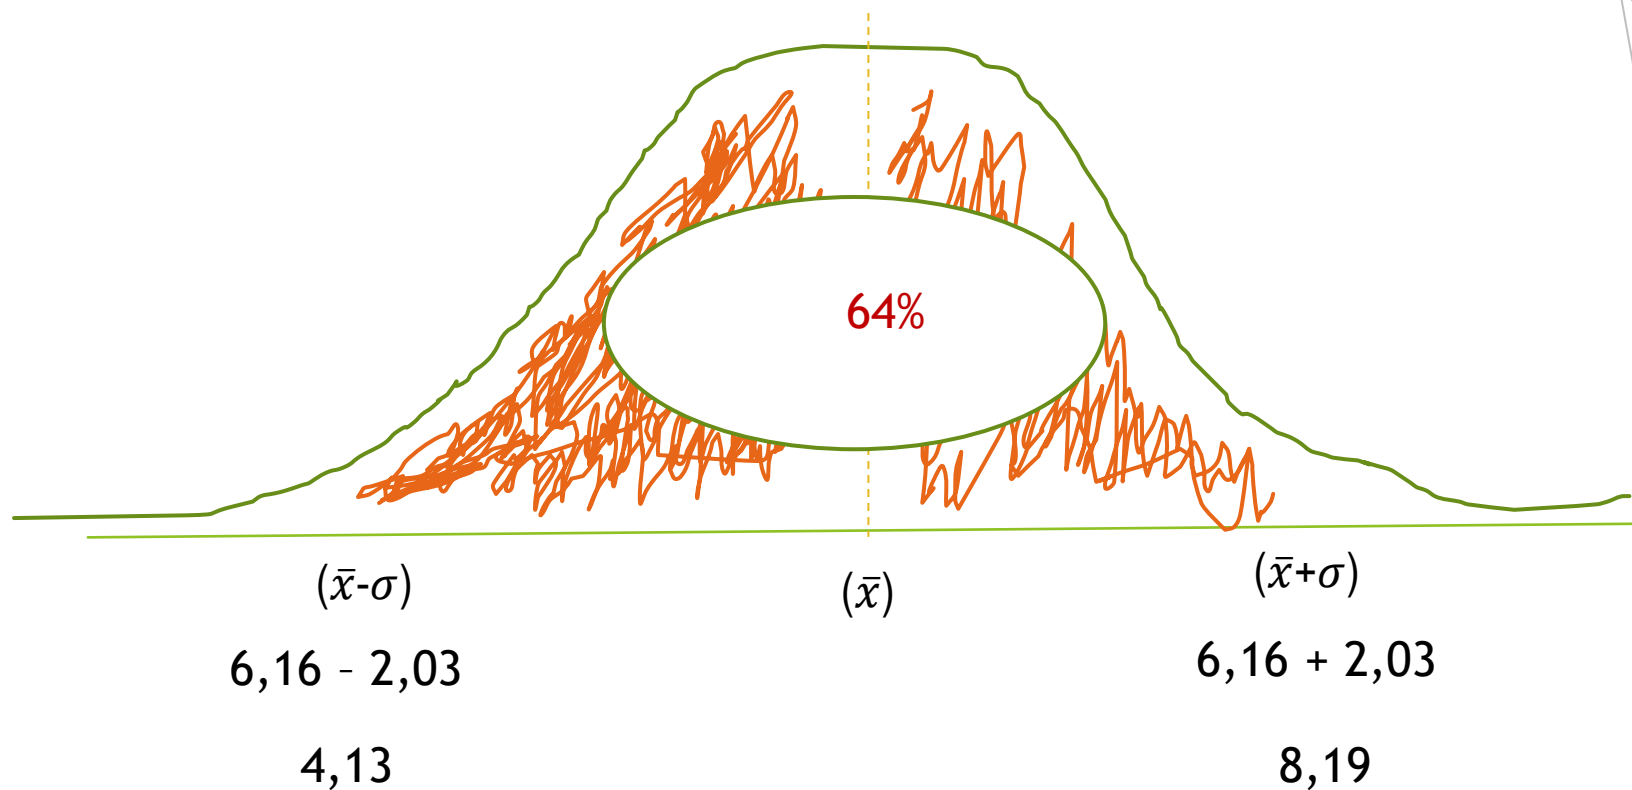 64%
(x̄-σ)
(x̄)
(x̄+σ)
6,16 - 2,03
6,16 + 2,03
4,13
8,19